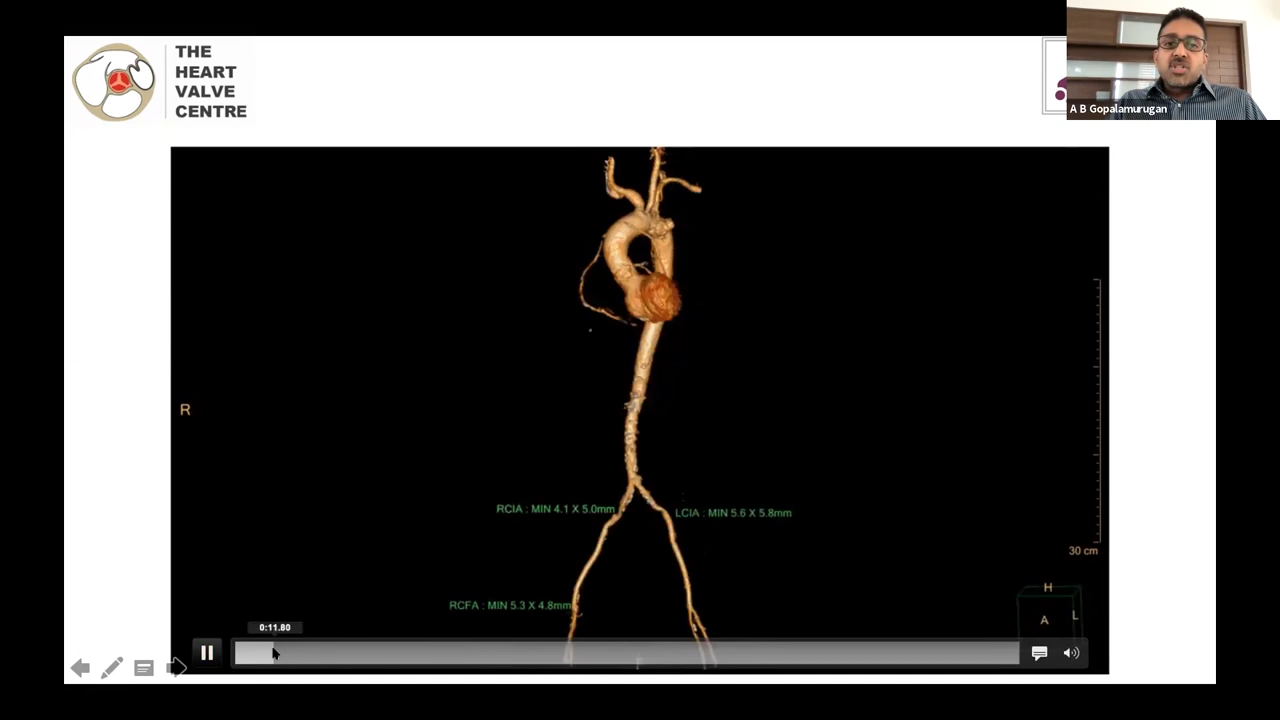 THE
HEART
VALVE
CENTRE
A B Gopalamurugan
R
RCIA : MIN 4.1 X 5.0mm
LCIA : MIN 5.6 X 5.8mm
30 cm
H
A
L
RCFA : MIN 5.3 X 4.8mm
0:11.80